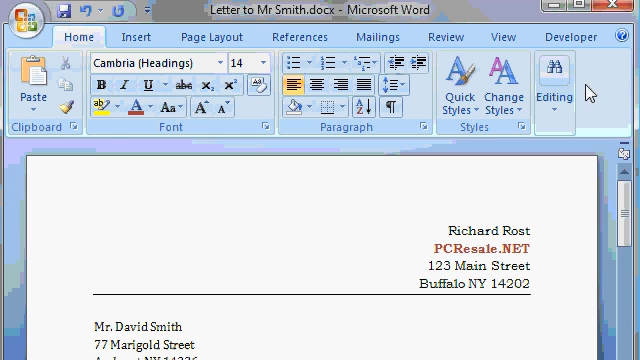 Letter to Mr Smith.docx - Microsoft Word
Home Insert Page Layout References Mailings Review View Developer
Cambria (Headings) 14
Paste
B I U abc x₂ x² Aa
ab A Aa A A
Quick Styles
Change Styles
Editing
Clipboard Font Paragraph Styles
Richard Rost
PCResale.NET
123 Main Street
Buffalo NY 14202
Mr. David Smith
77 Marigold Street